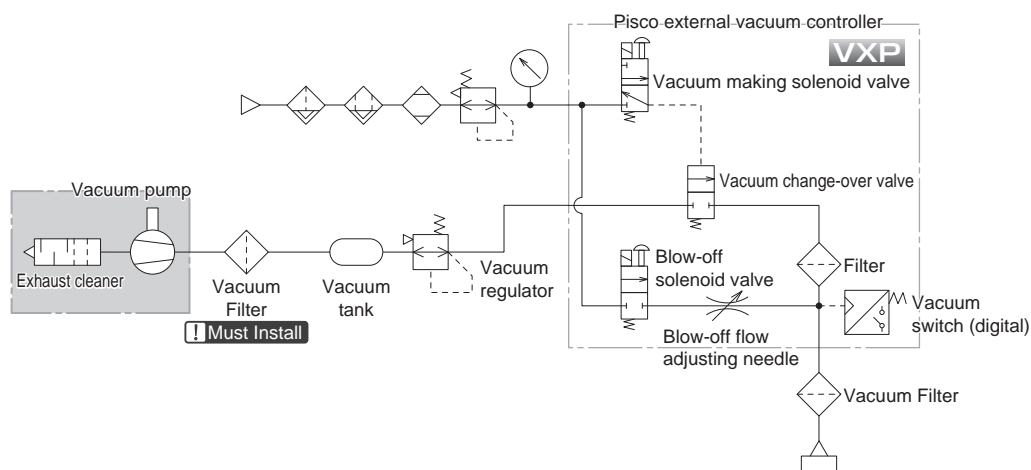 Pisco external vacuum controller
VXP
Vacuum making solenoid valve
Vacuum change-over valve
Vacuum pump
Exhaust cleaner
Vacuum
Filter
! Must Install
Vacuum
tank
Vacuum
regulator
Blow-off
solenoid valve
Filter
Vacuum
switch (digital)
Blow-off flow
adjusting needle
Vacuum Filter